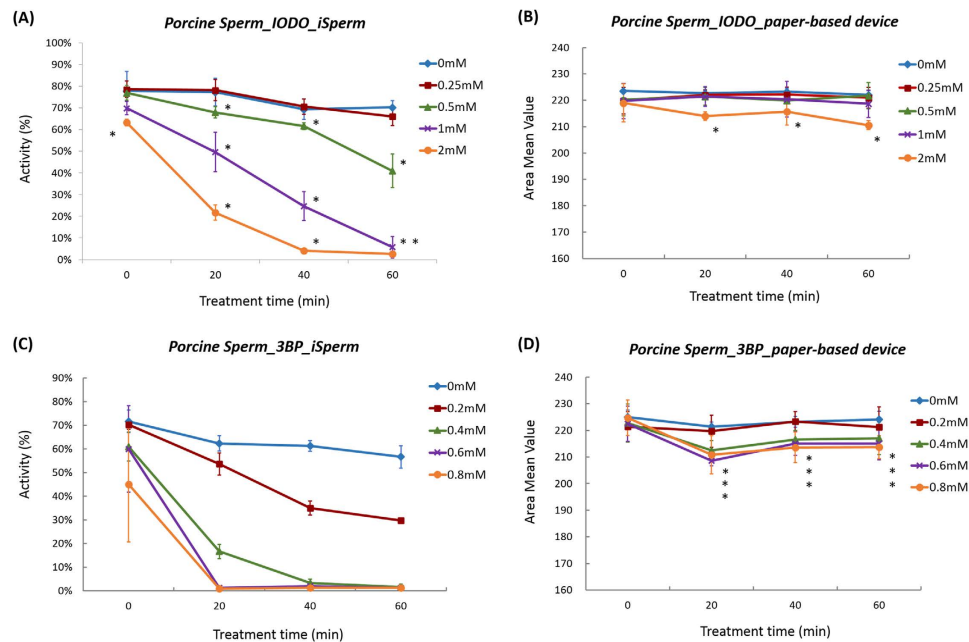 (A)
Porcine Sperm_IODO_iSperm
100%
90%
80%
70%
60%
50%
40%
30%
20%
10%
0%
Activity (%)
0 20 40 60
Treatment time (min)
0mM
0.25mM
0.5mM
1mM
2mM
*
*
*
*
*
*
*
*
* *
(B)
Porcine Sperm_IODO_paper-based device
240
230
220
210
200
190
180
170
160
Area Mean Value
0 20 40 60
Treatment time (min)
0mM
0.25mM
0.5mM
1mM
2mM
* * *
(C)
Porcine Sperm_3BP_iSperm
90%
80%
70%
60%
50%
40%
30%
20%
10%
0%
Activity (%)
0 20 40 60
Treatment time (min)
0mM
0.2mM
0.4mM
0.6mM
0.8mM
(D)
Porcine Sperm_3BP_paper-based device
240
230
220
210
200
190
180
170
160
Area Mean Value
0 20 40 60
Treatment time (min)
0mM
0.2mM
0.4mM
0.6mM
0.8mM
* * *
* * *
* * *